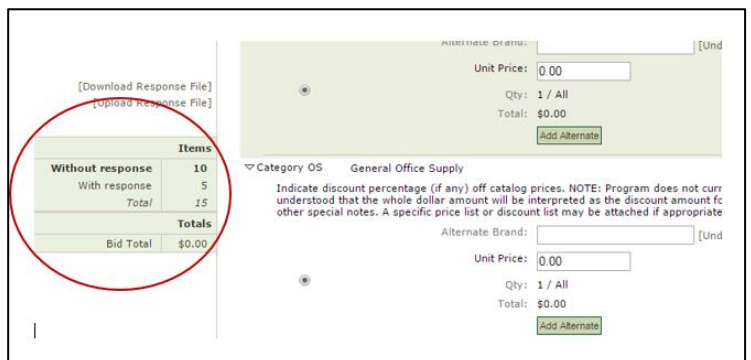 Alternate Brand: [Und
Unit Price: 0.00
Qty: 1 / All
Total: $0.00
Add Alternate
[Download Response File]
[Upload Response File]
Items
Without response 10
With response 5
Total 15
Totals
Bid Total $0.00
Category OS General Office Supply
Indicate discount percentage (if any) off catalog prices. NOTE: Program does not curr
understood that the whole dollar amount will be interpreted as the discount amount fo
other special notes. A specific price list or discount list may be attached if appropriate
Alternate Brand: [Und
Unit Price: 0.00
Qty: 1 / All
Total: $0.00
Add Alternate